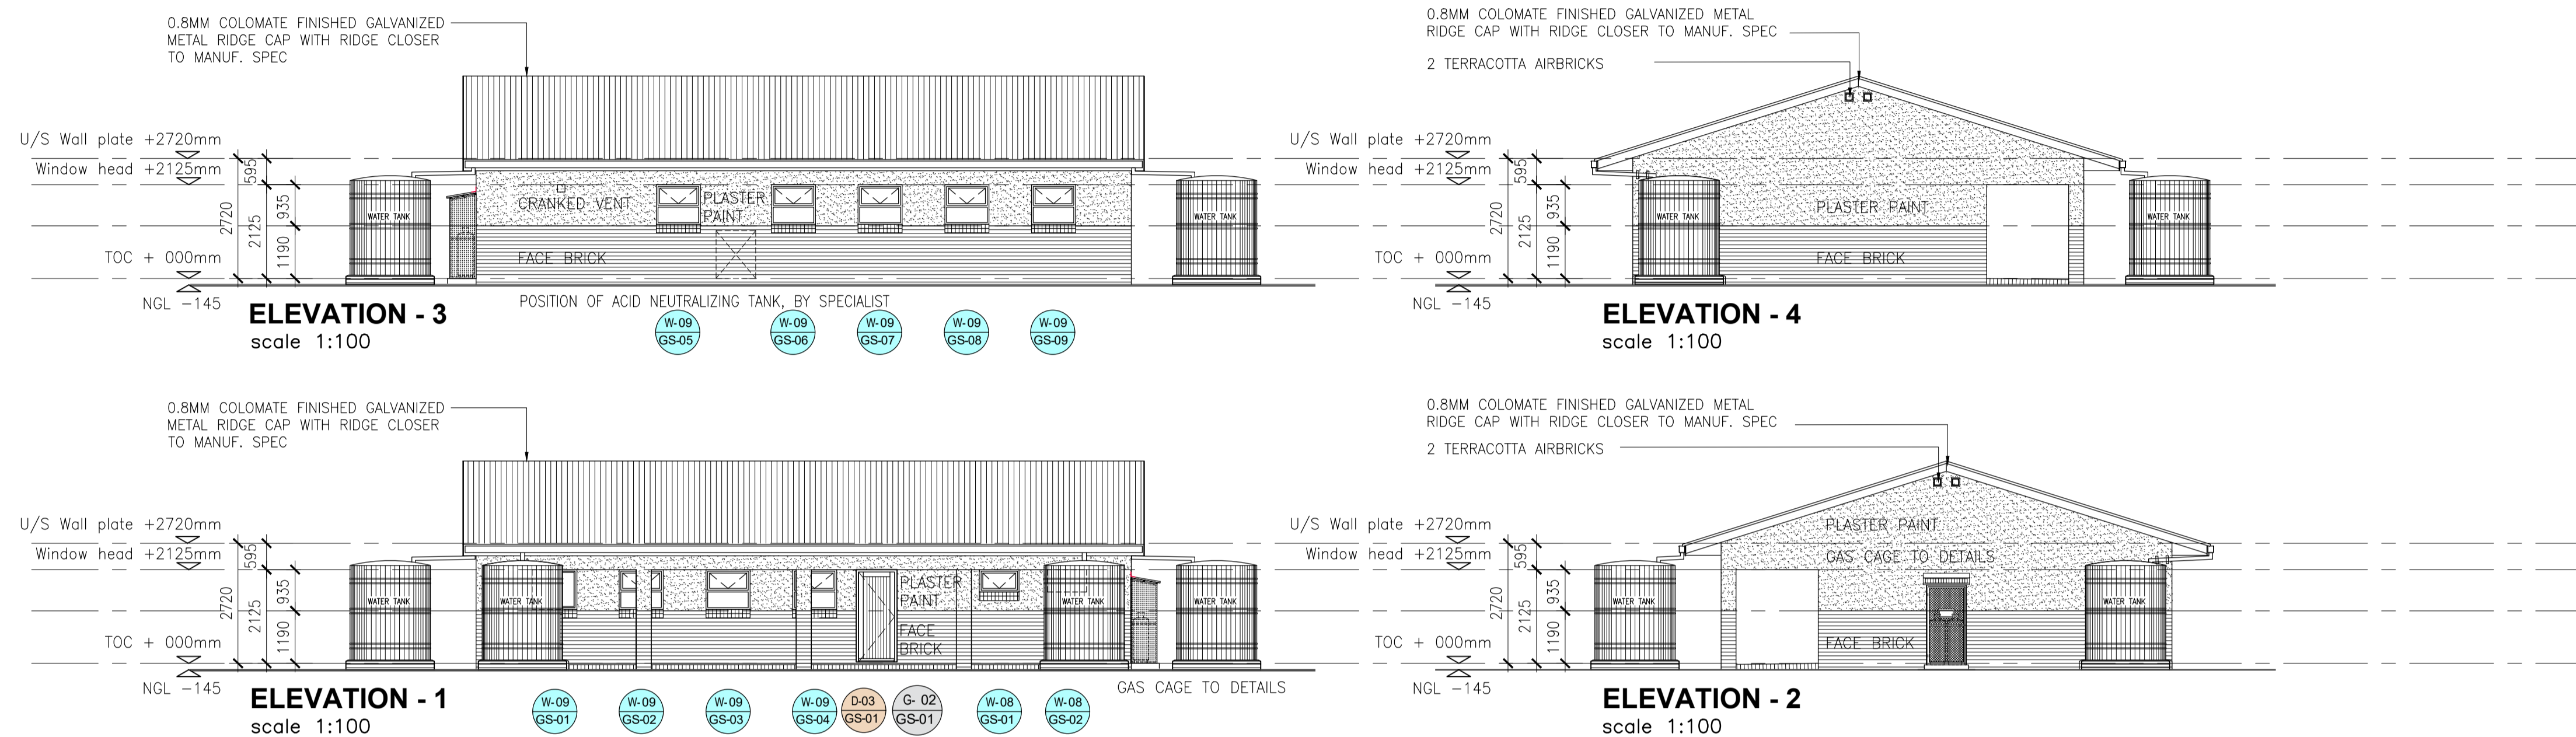 0.8MM COLOMATE FINISHED GALVANIZED
METAL RIDGE CAP WITH RIDGE CLOSER
TO MANUF. SPEC
U/S Wall plate +2720mm
Window head +2125mm
TOC + 000mm
NGL -145
2720
595
2125
935
1190
WATER TANK
CRANKED VENT
PLASTER
PAINT
FACE BRICK
WATER TANK
POSITION OF ACID NEUTRALIZING TANK, BY SPECIALIST
ELEVATION - 3
scale 1:100
W-09
GS-05
W-09
GS-06
W-09
GS-07
W-09
GS-08
W-09
GS-09
0.8MM COLOMATE FINISHED GALVANIZED METAL
RIDGE CAP WITH RIDGE CLOSER TO MANUF. SPEC
2 TERRACOTTA AIRBRICKS
U/S Wall plate +2720mm
Window head +2125mm
TOC + 000mm
NGL -145
2720
595
2125
935
1190
WATER TANK
PLASTER PAINT
FACE BRICK
WATER TANK
ELEVATION - 4
scale 1:100
0.8MM COLOMATE FINISHED GALVANIZED
METAL RIDGE CAP WITH RIDGE CLOSER
TO MANUF. SPEC
U/S Wall plate +2720mm
Window head +2125mm
TOC + 000mm
NGL -145
2720
595
2125
935
1190
WATER TANK
WATER TANK
PLASTER
PAINT
FACE
BRICK
WATER TANK
WATER TANK
GAS CAGE TO DETAILS
ELEVATION - 1
scale 1:100
W-09
GS-01
W-09
GS-02
W-09
GS-03
W-09
GS-04
D-03
GS-01
G- 02
GS-01
W-08
GS-01
W-08
GS-02
0.8MM COLOMATE FINISHED GALVANIZED METAL
RIDGE CAP WITH RIDGE CLOSER TO MANUF. SPEC
2 TERRACOTTA AIRBRICKS
U/S Wall plate +2720mm
Window head +2125mm
TOC + 000mm
NGL -145
2720
595
2125
935
1190
PLASTER PAINT
GAS CAGE TO DETAILS
WATER TANK
FACE BRICK
WATER TANK
ELEVATION - 2
scale 1:100